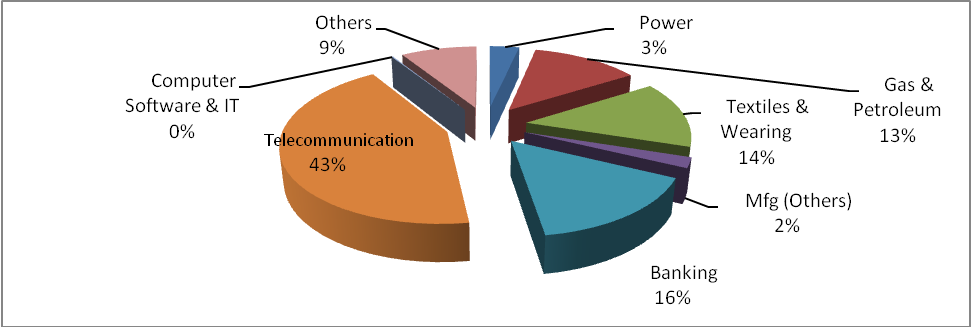 Others
9%
Power
3%
Computer
Software & IT
0%
Gas &
Petroleum
13%
Textiles &
Wearing
14%
Telecommunication
43%
Mfg (Others)
2%
Banking
16%